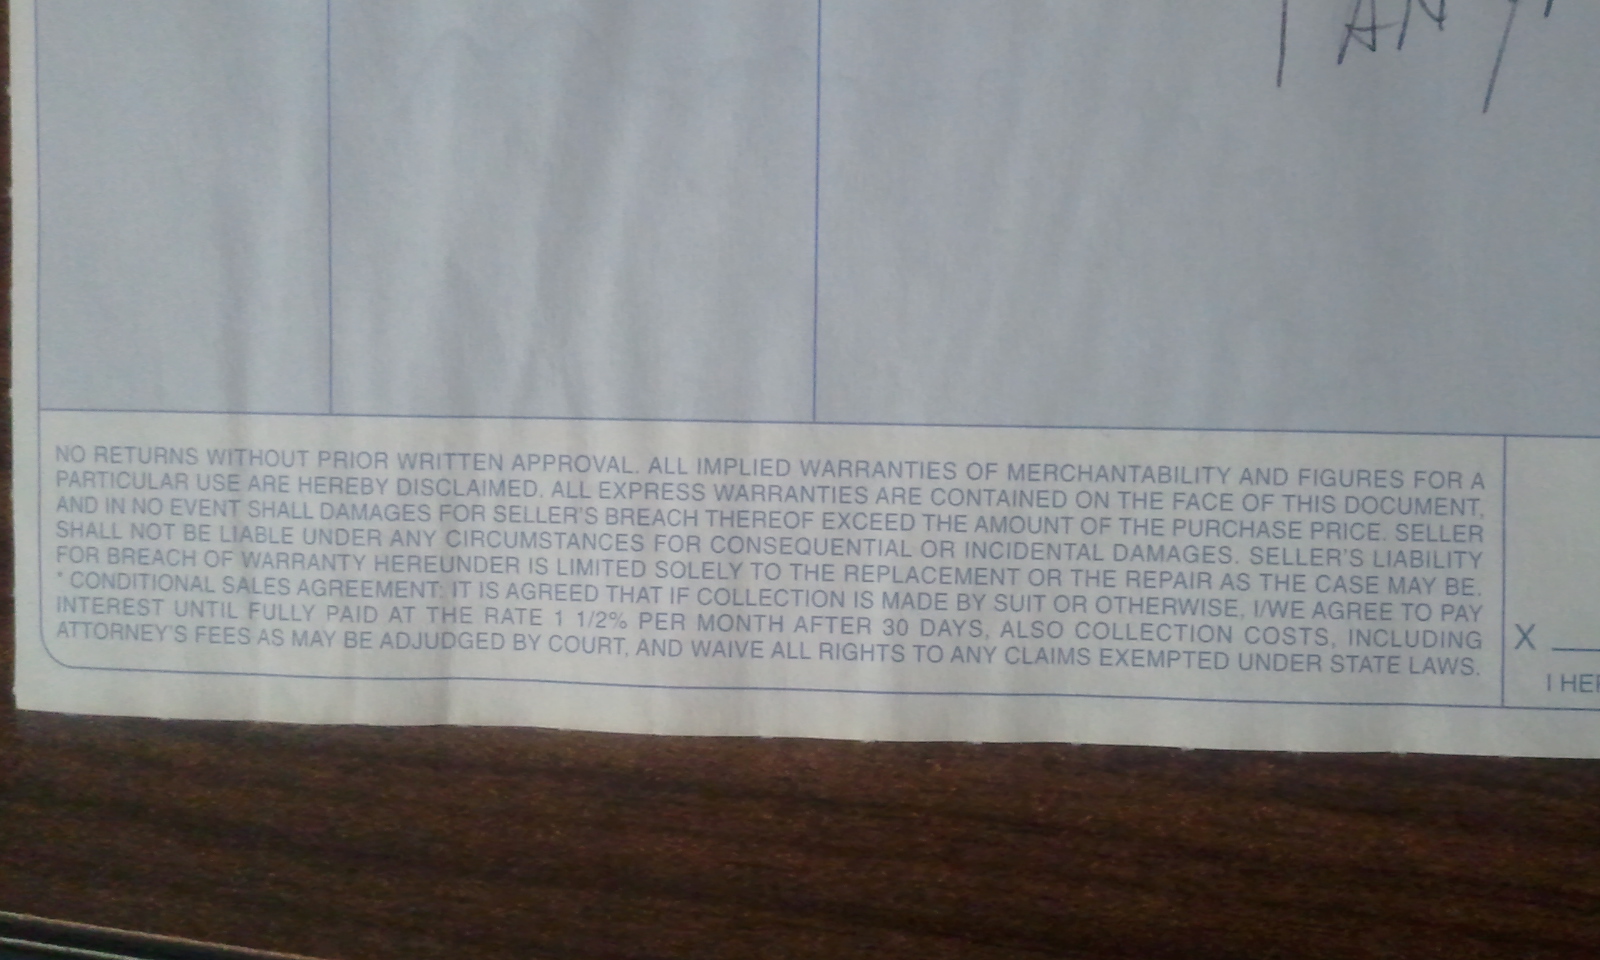 NO RETURNS WITHOUT PRIOR WRITTEN APPROVAL. ALL IMPLIED WARRANTIES OF MERCHANTABILITY AND FIGURES FOR A
PARTICULAR USE ARE HEREBY DISCLAIMED. ALL EXPRESS WARRANTIES ARE CONTAINED ON THE FACE OF THIS DOCUMENT,
AND IN NO EVENT SHALL DAMAGES FOR SELLER'S BREACH THEREOF EXCEED THE AMOUNT OF THE PURCHASE PRICE. SELLER
SHALL NOT BE LIABLE UNDER ANY CIRCUMSTANCES FOR CONSEQUENTIAL OR INCIDENTAL DAMAGES. SELLER'S LIABILITY
FOR BREACH OF WARRANTY HEREUNDER IS LIMITED SOLELY TO THE REPLACEMENT OR THE REPAIR AS THE CASE MAY BE.
* CONDITIONAL SALES AGREEMENT: IT IS AGREED THAT IF COLLECTION IS MADE BY SUIT OR OTHERWISE, I/WE AGREE TO PAY
INTEREST UNTIL FULLY PAID AT THE RATE 1 1/2% PER MONTH AFTER 30 DAYS, ALSO COLLECTION COSTS, INCLUDING
ATTORNEY'S FEES AS MAY BE ADJUDGED BY COURT, AND WAIVE ALL RIGHTS TO ANY CLAIMS EXEMPTED UNDER STATE LAWS.
X
I HE